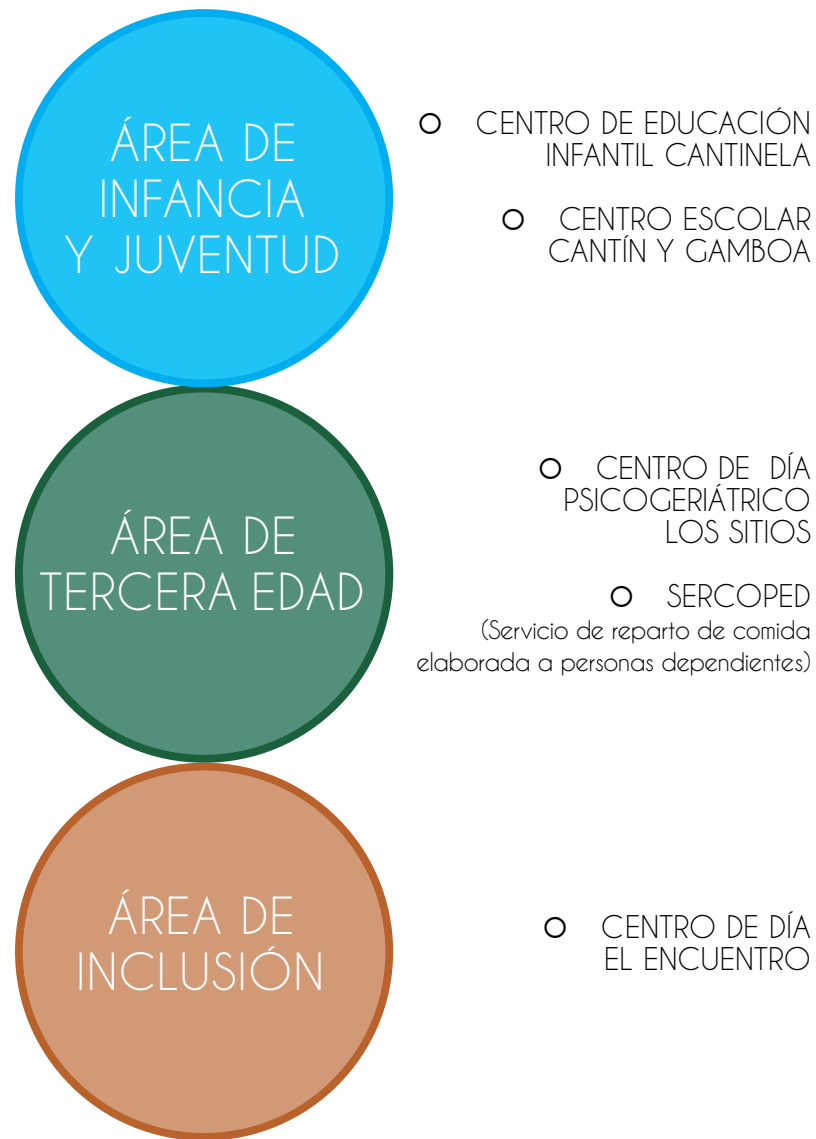 ÁREA DE
INFANCIA
Y JUVENTUD
CENTRO DE EDUCACIÓN
INFANTIL CANTINELA
CENTRO ESCOLAR
CANTÍN Y GAMBOA
ÁREA DE
TERCERA EDAD
CENTRO DE DÍA
PSICOGERIÁTRICO
LOS SITIOS
SERCOPED
(Servicio de reparto de comida
elaborada a personas dependientes)
ÁREA DE
INCLUSIÓN
CENTRO DE DÍA
EL ENCUENTRO